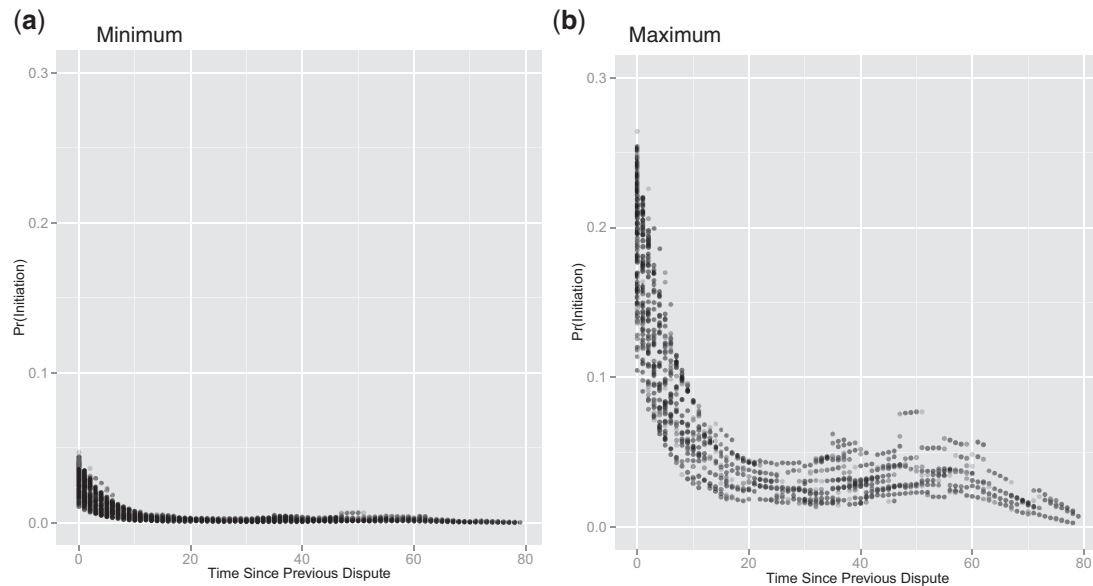 (a)
Minimum
0.3
0.2
0.1
0.0
Pr(Initiation)
0
20
40
60
80
Time Since Previous Dispute
(b)
Maximum
0.3
0.2
0.1
0.0
Pr(Initiation)
0
20
40
60
80
Time Since Previous Dispute